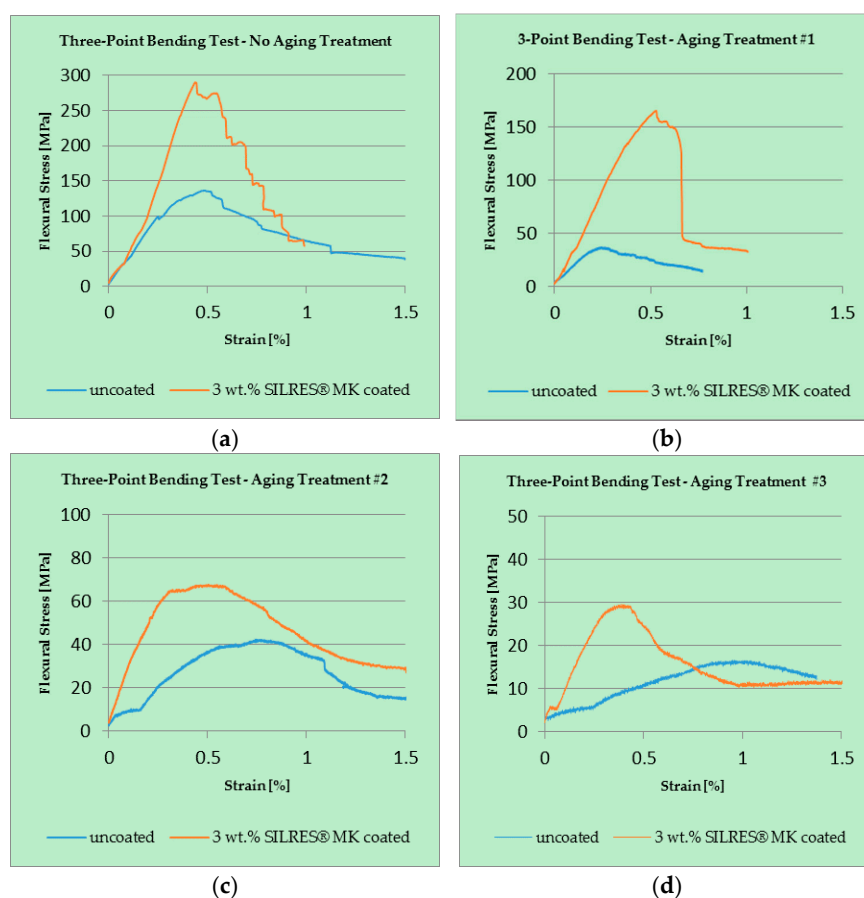 Three-Point Bending Test - No Aging Treatment
Flexural Stress [MPa]
300
250
200
150
100
50
0
0 0.5 1 1.5
Strain [%]
uncoated 3 wt.% SILRES® MK coated
(a)
3-Point Bending Test - Aging Treatment #1
Flexural Stress [MPa]
200
150
100
50
0
0 0.5 1 1.5
Strain [%]
uncoated 3 wt.% SILRES® MK coated
(b)
Three-Point Bending Test - Aging Treatment #2
Flexural Stress [MPa]
100
80
60
40
20
0
0 0.5 1 1.5
Strain [%]
uncoated 3 wt.% SILRES® MK coated
(c)
Three-Point Bending Test - Aging Treatment #3
Flexural Stress [MPa]
50
40
30
20
10
0
0 0.5 1 1.5
Strain [%]
uncoated 3 wt.% SILRES® MK coated
(d)